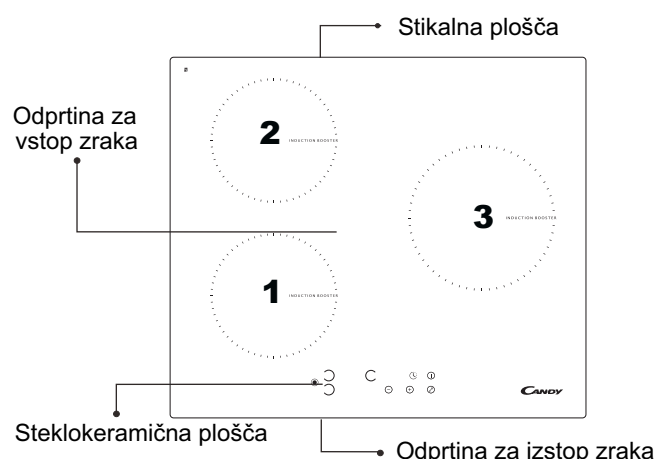 Stikalna plošča
Odprtina za
vstop zraka
2
INDUCTION BOOSTER
3
INDUCTION BOOSTER
1
INDUCTION BOOSTER
CANDY
Steklokeramična plošča
Odprtina za izstop zraka